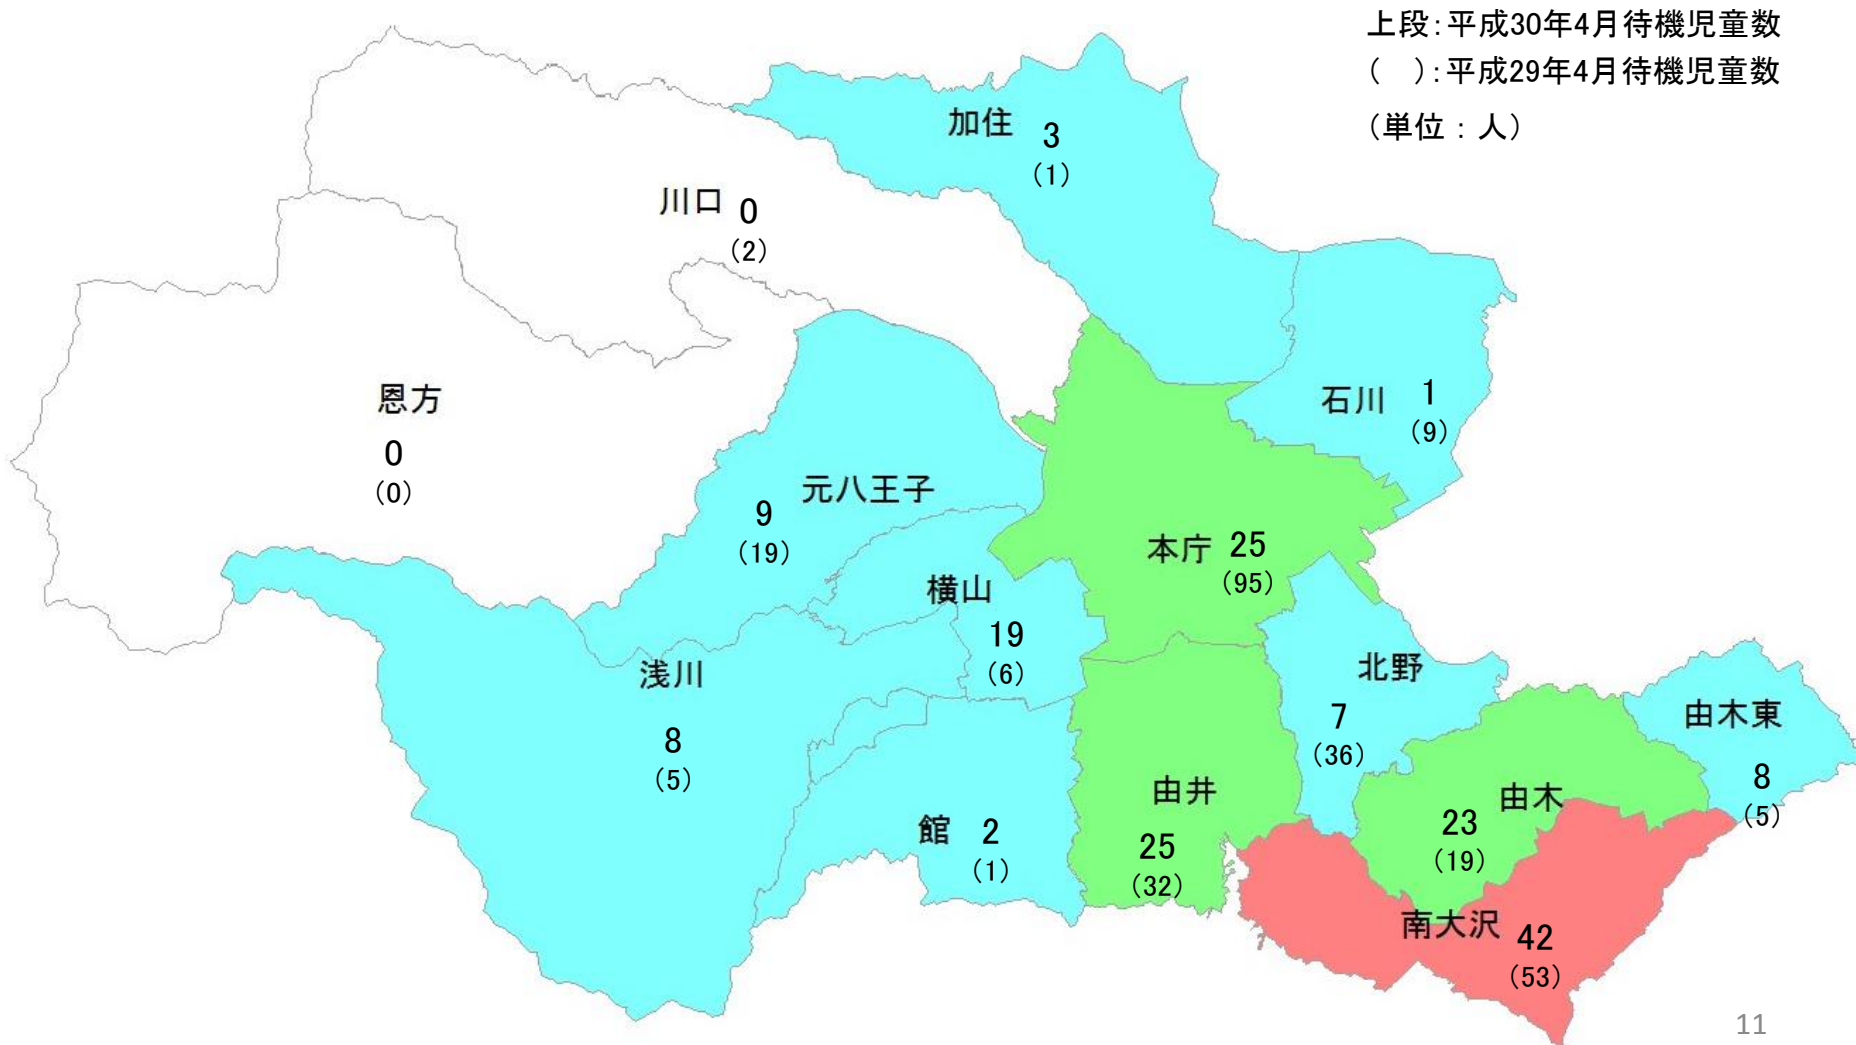 上段：平成30年4月待機児童数
（　）：平成29年4月待機児童数
（単位：人）
加住 3
（1）
川口 0
（2）
恩方
0
（0）
石川 1
（9）
元八王子
9
（19）
本庁 25
（95）
横山
19
（6）
浅川
8
（5）
北野
7
（36）
由木東
8
（5）
由井
25
（32）
由木
23
（19）
館 2
（1）
南大沢 42
（53）
11